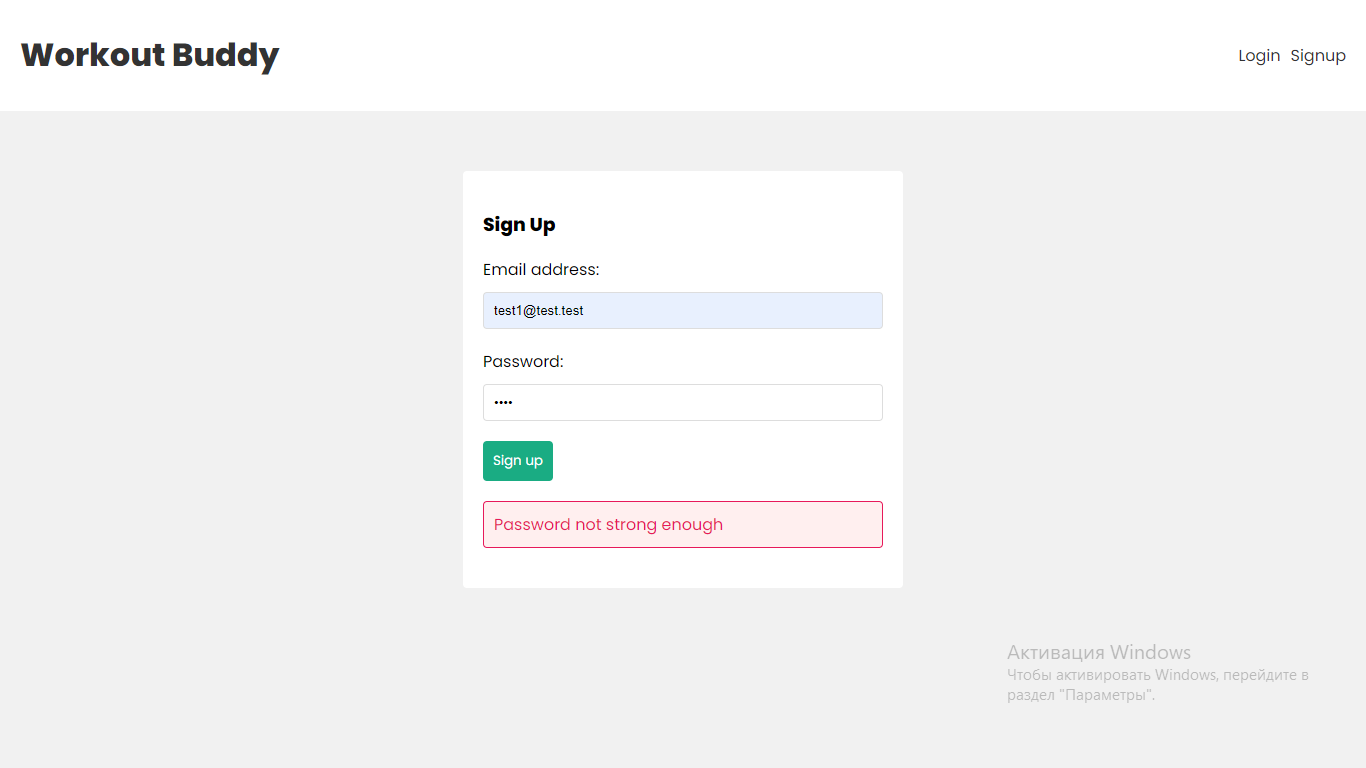 Workout Buddy
Login Signup
Sign Up
Email address:
test1@test.test
Password:
••••
Sign up
Password not strong enough
Активация Windows
Чтобы активировать Windows, перейдите в
раздел "Параметры".